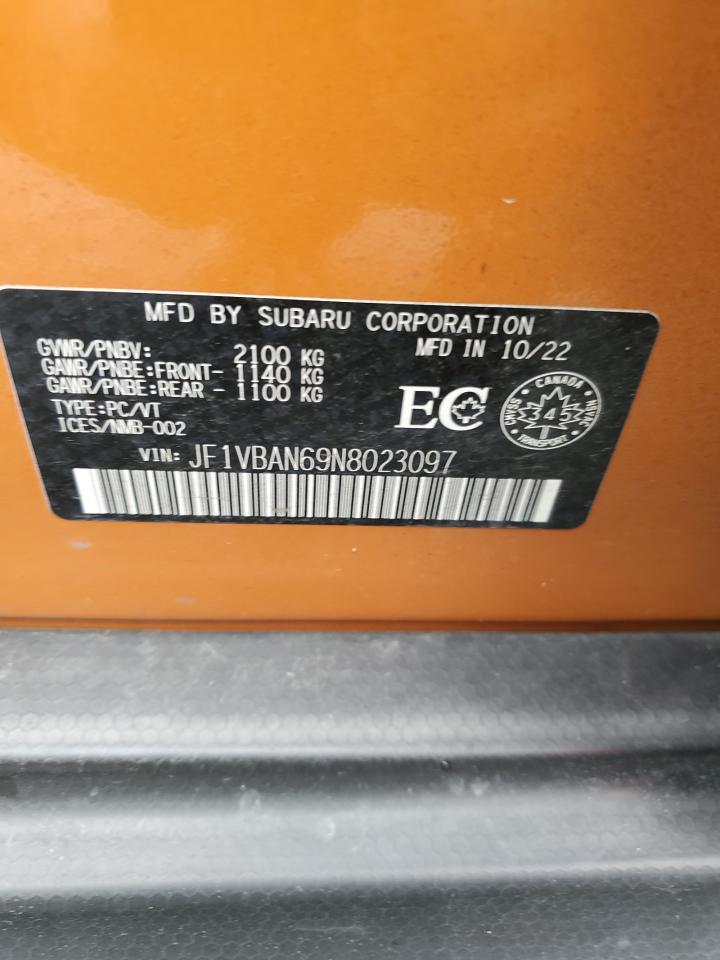 MFD BY SUBARU CORPORATION
GVWR/PNBV: 2100 KG MFD IN 10/22
GAWR/PNBE:FRONT- 1140 KG
GAWR/PNBE:REAR - 1100 KG
TYPE:PC/VT
ICES/NMB-002
EC
CANADA
345
TRANSPORT
VIN: JF1VBAN69N8023097